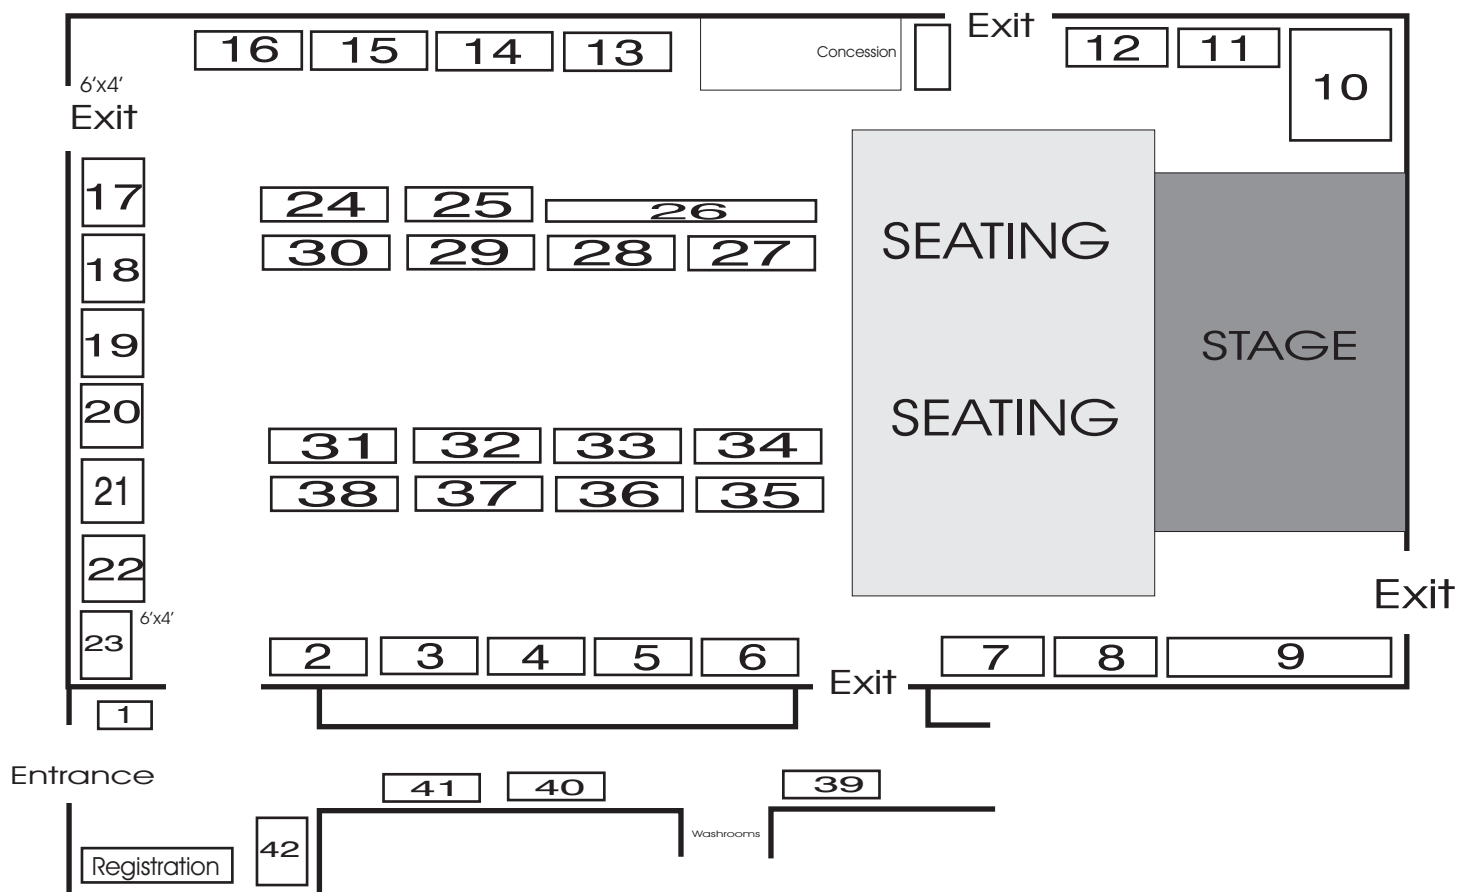 16 15 14 13
Concession
Exit
12 11
10
6'x4'
Exit
17
24 25 26
30 29 28 27
SEATING
18
19
STAGE
20
SEATING
31 32 33 34
21
38 37 36 35
22
Exit
6'x4'
23
2 3 4 5 6
Exit
7 8 9
1
Entrance
41 40 39
Washrooms
42
Registration